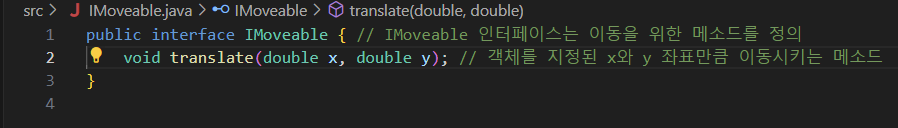 src > J IMoveable.java > IMoveable > translate(double, double)
1 public interface IMoveable { // IMoveable 인터페이스는 이동을 위한 메소드를 정의
2 void translate(double x, double y); // 객체를 지정된 x와 y 좌표만큼 이동시키는 메소드
3 }
4